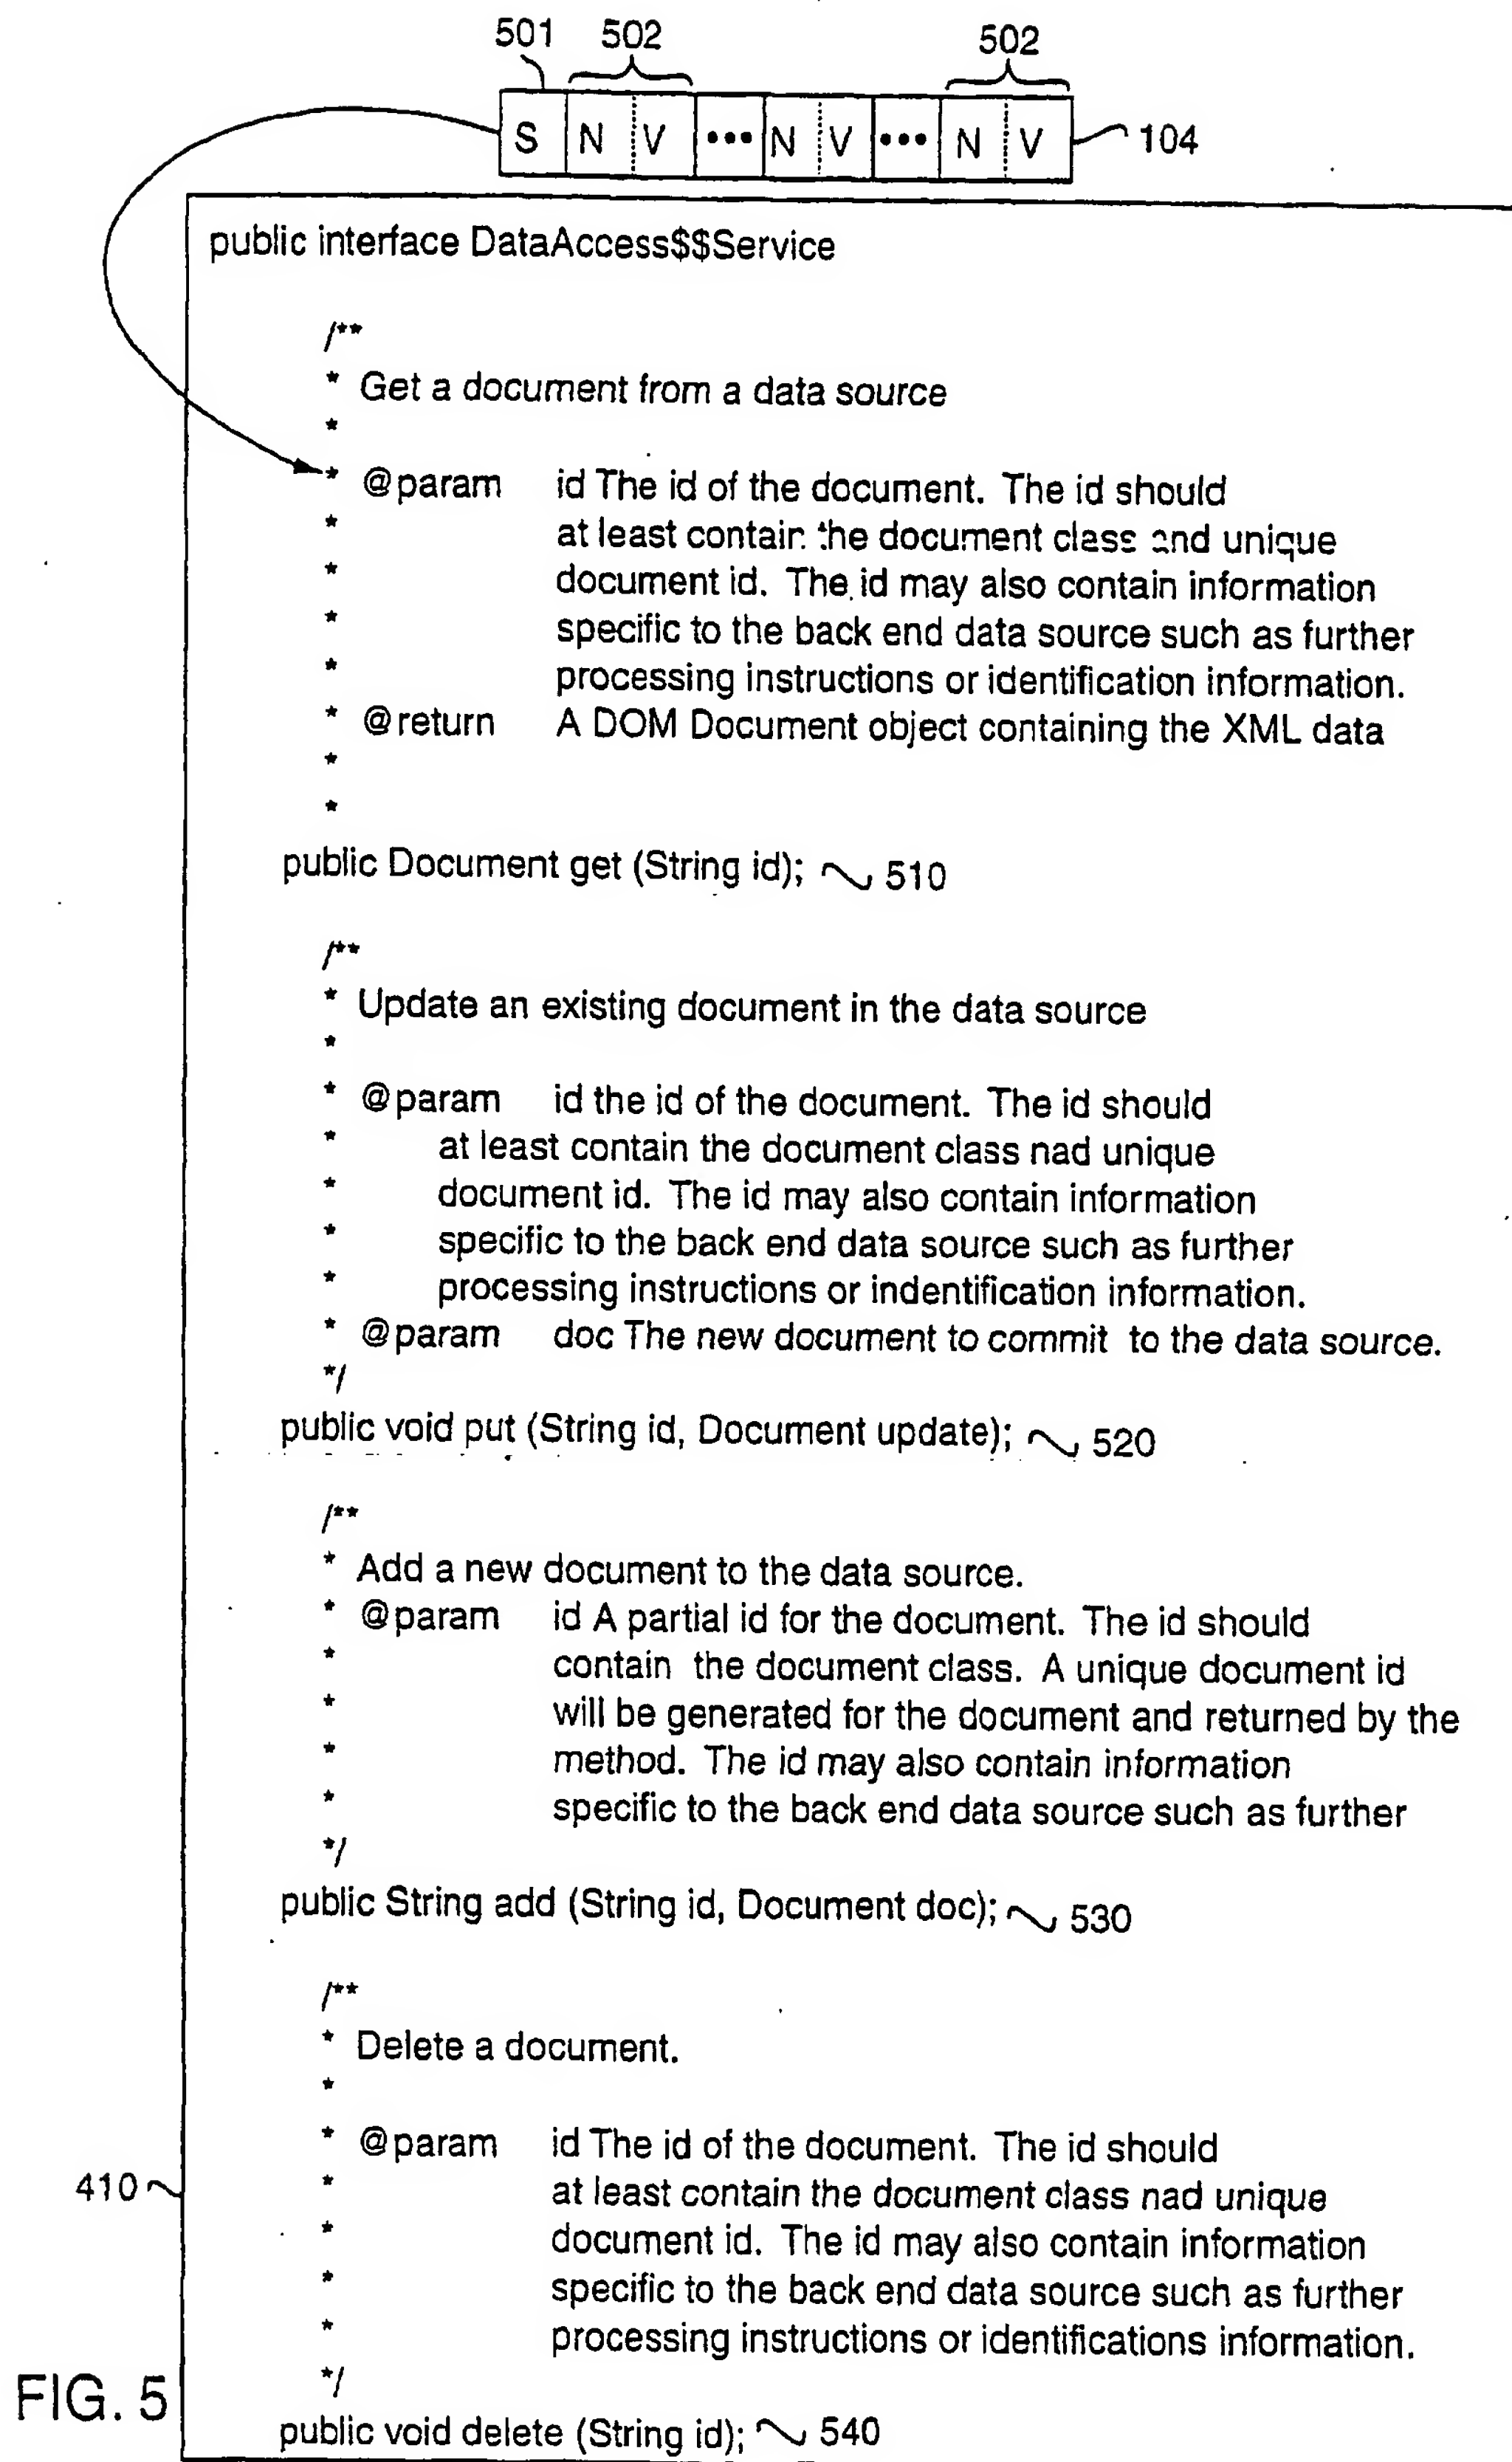 501 502 502
S N V ••• N V ••• N V 104
public interface DataAccess$$Service
/**
* Get a document from a data source
*
* @param id The id of the document. The id should
* at least contain the document class and unique
* document id. The id may also contain information
* specific to the back end data source such as further
* processing instructions or identification information.
* @return A DOM Document object containing the XML data
*
*
public Document get (String id); 510
/**
* Update an existing document in the data source
*
* @param id the id of the document. The id should
* at least contain the document class nad unique
* document id. The id may also contain information
* specific to the back end data source such as further
* processing instructions or indentification information.
* @param doc The new document to commit to the data source.
*/
public void put (String id, Document update); 520
/**
* Add a new document to the data source.
* @param id A partial id for the document. The id should
* contain the document class. A unique document id
* will be generated for the document and returned by the
* method. The id may also contain information
* specific to the back end data source such as further
*/
public String add (String id, Document doc); 530
/**
* Delete a document.
*
* @param id The id of the document. The id should
410 * at least contain the document class nad unique
* document id. The id may also contain information
* specific to the back end data source such as further
* processing instructions or identifications information.
*/
FIG. 5
public void delete (String id); 540